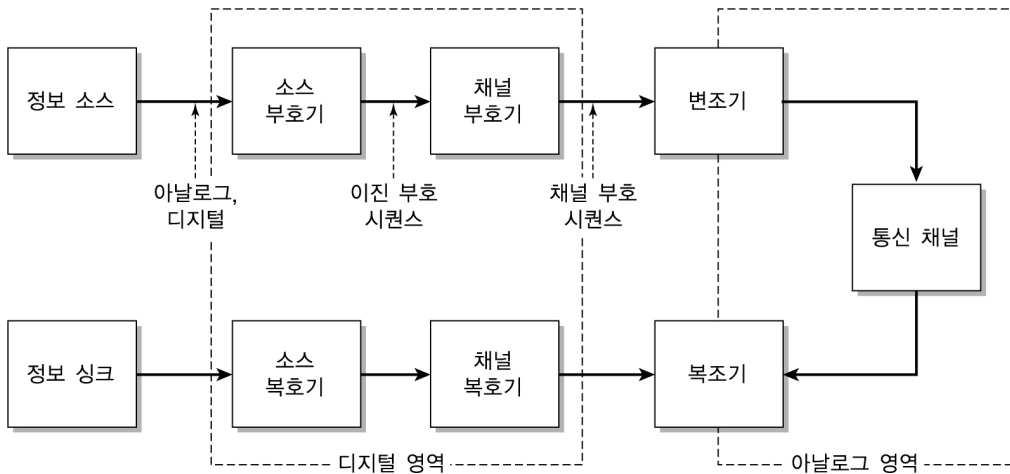 정보 소스
소스
부호기
채널
부호기
변조기
아날로그,
디지털
이진 부호
시퀀스
채널 부호
시퀀스
통신 채널
정보 싱크
소스
복호기
채널
복호기
복조기
디지털 영역
아날로그 영역